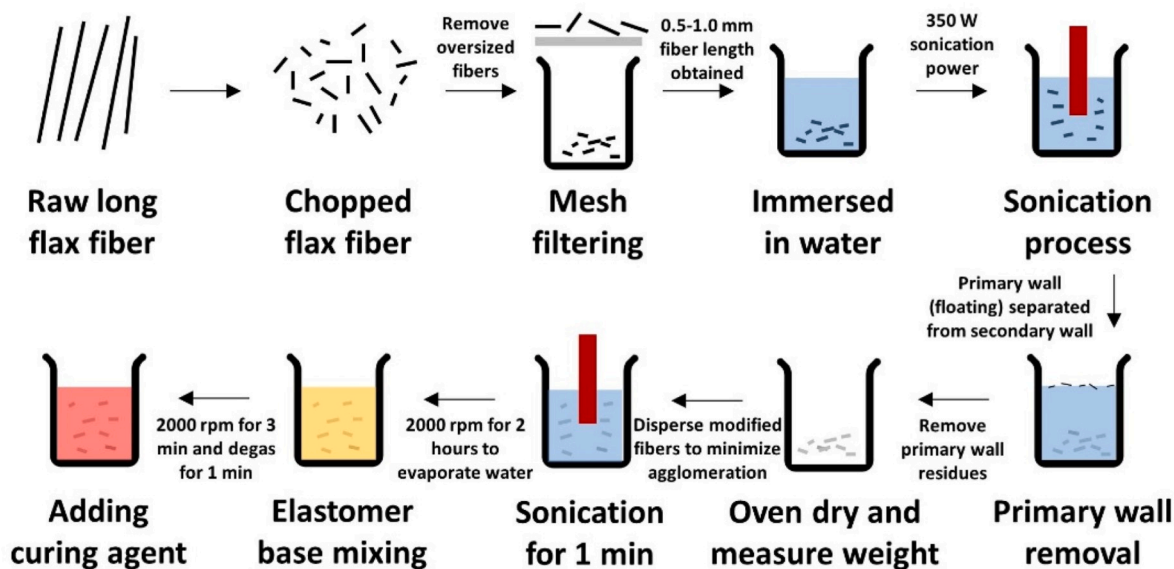 Remove
oversized
fibers
0.5-1.0 mm
fiber length
obtained
350 W
sonication
power
Raw long
flax fiber
Chopped
flax fiber
Mesh
filtering
Immersed
in water
Sonication
process
Primary wall
(floating) separated
from secondary wall
2000 rpm for 3
min and degas
for 1 min
2000 rpm for 2
hours to
evaporate water
Disperse modified
fibers to minimize
agglomeration
Remove
primary wall
residues
Adding
curing agent
Elastomer
base mixing
Sonication
for 1 min
Oven dry and
measure weight
Primary wall
removal